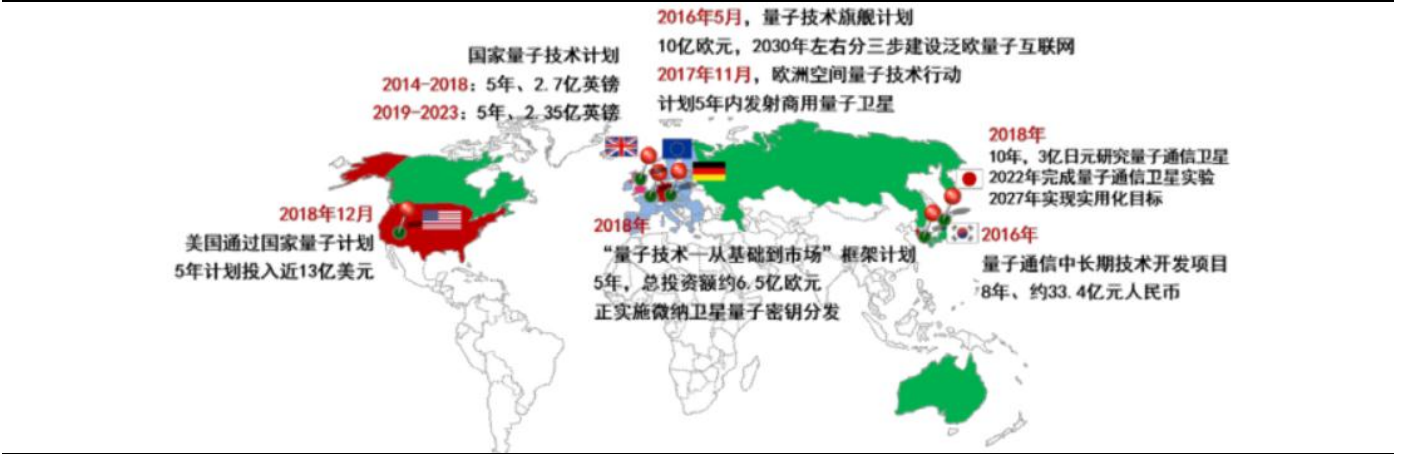 2016年5月，量子技术旗舰计划
10亿欧元，2030年左右分三步建设泛欧量子互联网
2017年11月，欧洲空间量子技术行动
计划5年内发射商用量子卫星
国家量子技术计划
2014-2018：5年、2.7亿英镑
2019-2023：5年、2.35亿英镑
2018年
10年，3亿日元研究量子通信卫星
2022年完成量子通信卫星实验
2027年实现实用化目标
2018年12月
美国通过国家量子计划
5年计划投入近13亿美元
2018年
“量子技术—从基础到市场”框架计划
5年，总投资额约6.5亿欧元
正实施微纳卫星量子密钥分发
2016年
量子通信中长期技术开发项目
8年、约33.4亿元人民币